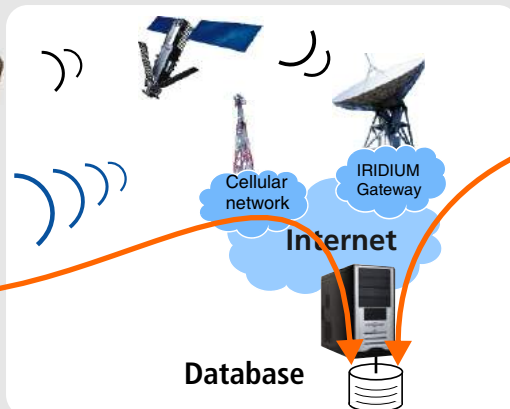 Cellular
network
IRIDIUM
Gateway
Internet
Database